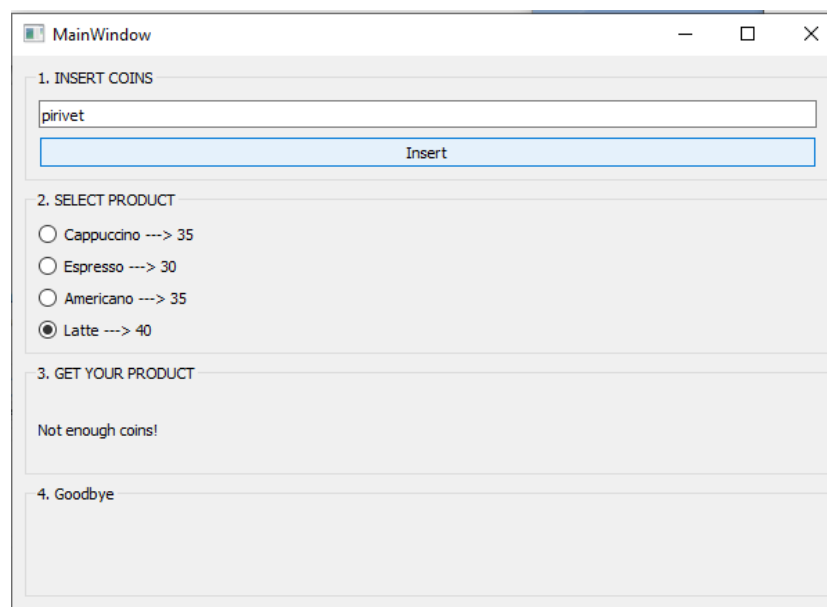 MainWindow
1. INSERT COINS
pirivet
Insert
2. SELECT PRODUCT
Cappuccino ---> 35
Espresso ---> 30
Americano ---> 35
Latte ---> 40
3. GET YOUR PRODUCT
Not enough coins!
4. Goodbye